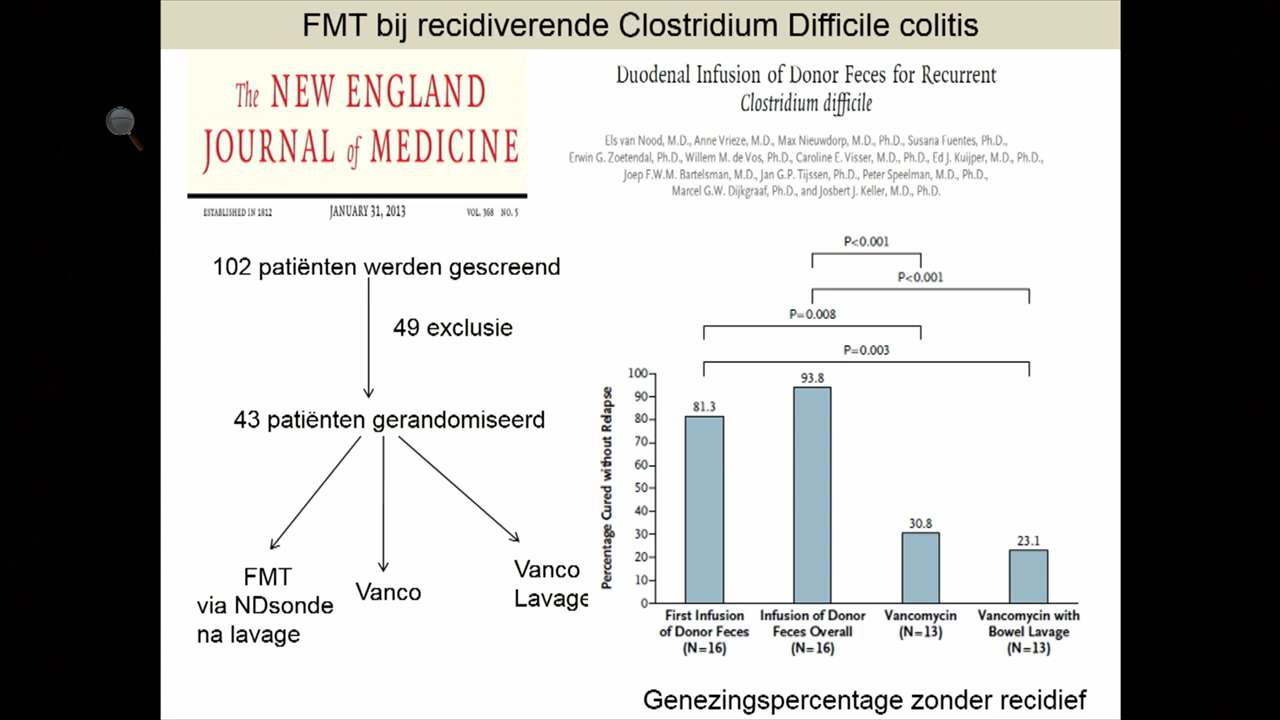 FMT bij recidiverende Clostridium Difficile colitis
The NEW ENGLAND
JOURNAL of MEDICINE
ESTABLISHED IN 1812 JANUARY 31, 2013 VOL. 368 NO. 5
Duodenal Infusion of Donor Feces for Recurrent
Clostridium difficile
Els van Nood, M.D., Anne Vrieze, M.D., Max Nieuwdorp, M.D., Ph.D., Susana Fuentes, Ph.D.,
Erwin G. Zoetendal, Ph.D., Willem M. de Vos, Ph.D., Caroline E. Visser, M.D., Ph.D., Ed J. Kuijper, M.D., Ph.D.,
Joep F.W.M. Bartelsman, M.D., Jan G.P. Tijssen, Ph.D., Peter Speelman, M.D., Ph.D.,
Marcel G.W. Dijkgraaf, Ph.D., and Josbert J. Keller, M.D., Ph.D.
102 patiënten werden gescreend
49 exclusie
43 patiënten gerandomiseerd
FMT
via NDsonde
na lavage
Vanco
Vanco
Lavage
P<0.001
P<0.001
P=0.008
P=0.003
Percentage Cured without Relapse
100
90
80
70
60
50
40
30
20
10
0
81.3
93.8
30.8
23.1
First Infusion
of Donor Feces
(N=16)
Infusion of Donor
Feces Overall
(N=16)
Vancomycin
(N=13)
Vancomycin with
Bowel Lavage
(N=13)
Genezingspercentage zonder recidief